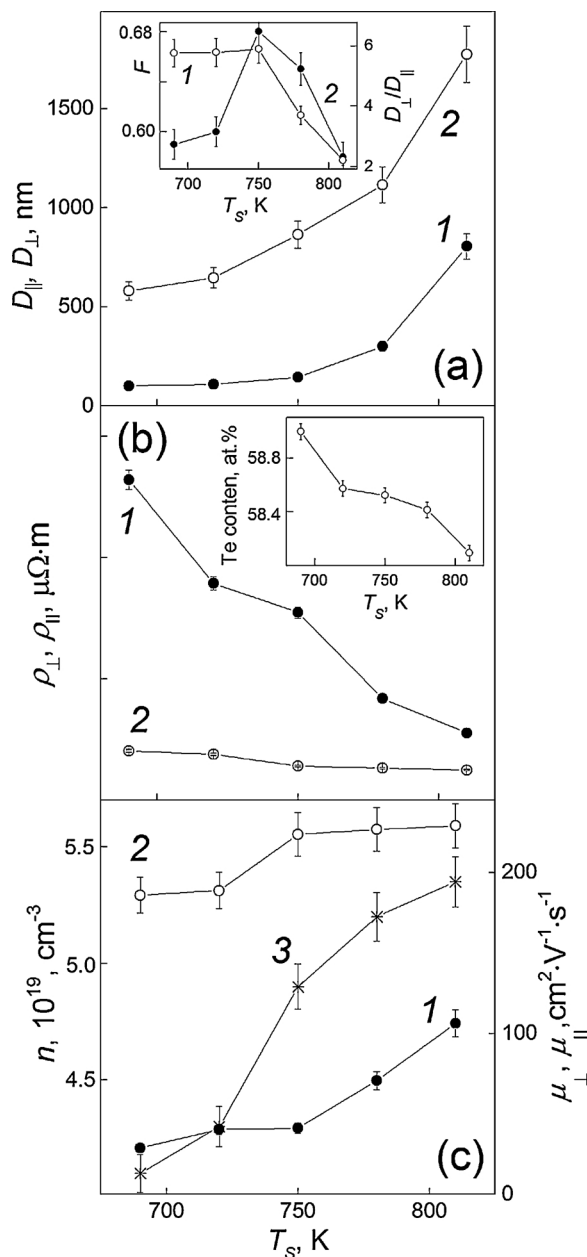 (a)
0.68
F
0.60
1
2
6
4
2
D⊥/D||
700
750
800
Ts, K
1500
1000
500
0
D||, D⊥, nm
2
1
(b)
Te conten, at.%
58.8
58.4
700
750
800
Ts, K
ρ⊥, ρ||, μΩ·m
1
2
5.5
5.0
4.5
n, 10¹⁹, cm⁻³
2
3
1
200
100
0
μ⊥, μ||, cm²·V⁻¹·s⁻¹
(c)
700
750
800
Ts, K